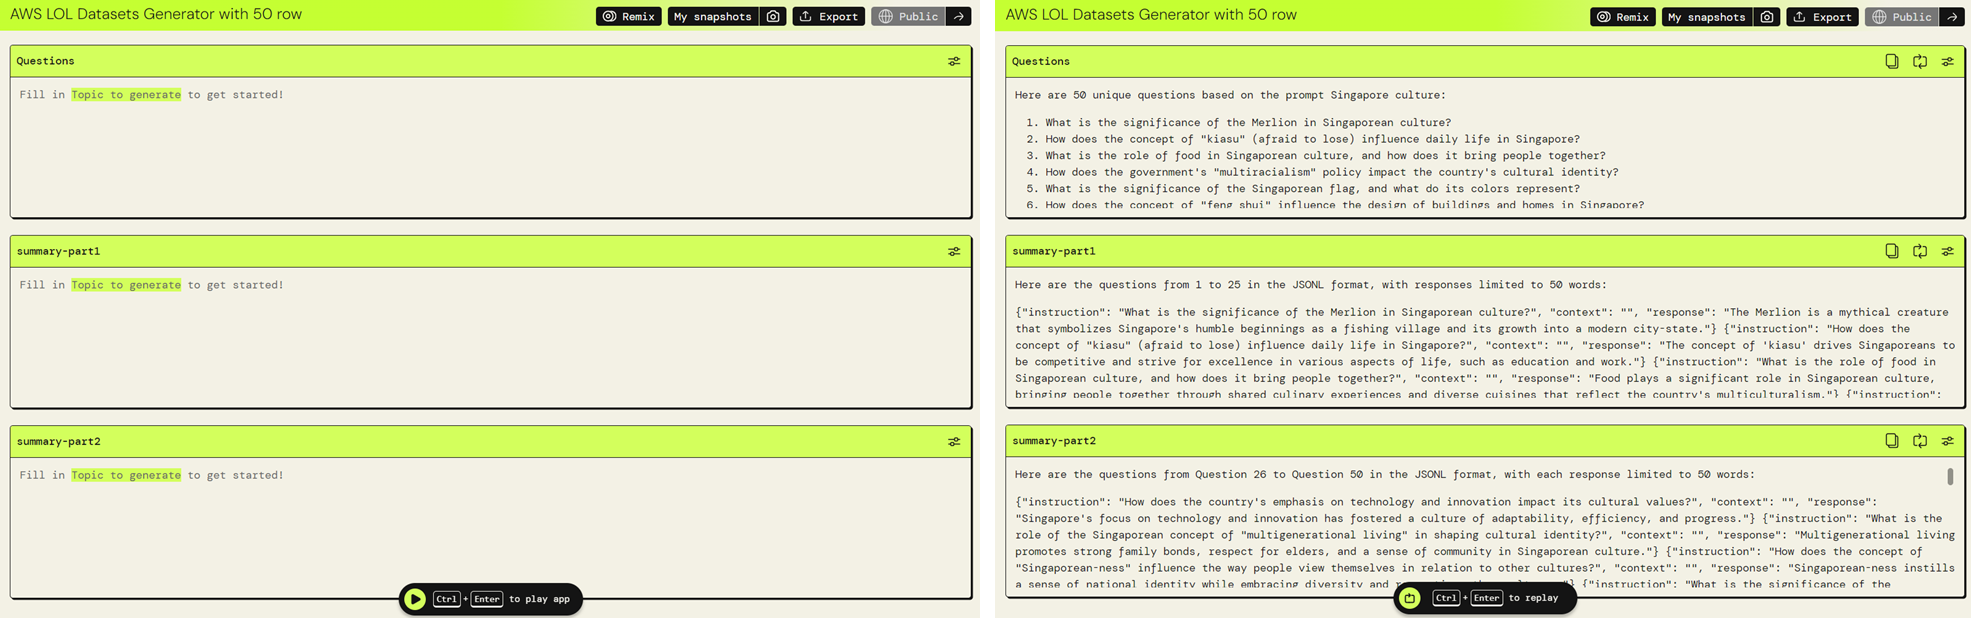 AWS LOL Datasets Generator with 50 row
Remix
My snapshots
Export
Public
Questions
Fill in Topic to generate to get started!
summary-part1
Fill in Topic to generate to get started!
summary-part2
Fill in Topic to generate to get started!
Ctrl + Enter to play app
AWS LOL Datasets Generator with 50 row
Remix
My snapshots
Export
Public
Questions
Here are 50 unique questions based on the prompt Singapore culture:
1. What is the significance of the Merlion in Singaporean culture?
2. How does the concept of "kiasu" (afraid to lose) influence daily life in Singapore?
3. What is the role of food in Singaporean culture, and how does it bring people together?
4. How does the government's "multiracialism" policy impact the country's cultural identity?
5. What is the significance of the Singaporean flag, and what do its colors represent?
6. How does the concept of "feng shui" influence the design of buildings and homes in Singapore?
summary-part1
Here are the questions from 1 to 25 in the JSONL format, with responses limited to 50 words:
{"instruction": "What is the significance of the Merlion in Singaporean culture?", "context": "", "response": "The Merlion is a mythical creature
that symbolizes Singapore's humble beginnings as a fishing village and its growth into a modern city-state."} {"instruction": "How does the
concept of "kiasu" (afraid to lose) influence daily life in Singapore?", "context": "", "response": "The concept of 'kiasu' drives Singaporeans to
be competitive and strive for excellence in various aspects of life, such as education and work."} {"instruction": "What is the role of food in
Singaporean culture, and how does it bring people together?", "context": "", "response": "Food plays a significant role in Singaporean culture,
bringing people together through shared culinary experiences and diverse cuisines that reflect the country's multiculturalism."} {"instruction":
summary-part2
Here are the questions from Question 26 to Question 50 in the JSONL format, with each response limited to 50 words:
{"instruction": "How does the country's emphasis on technology and innovation impact its cultural values?", "context": "", "response":
"Singapore's focus on technology and innovation has fostered a culture of adaptability, efficiency, and progress."} {"instruction": "What is the
role of the Singaporean concept of "multigenerational living" in shaping cultural identity?", "context": "", "response": "Multigenerational living
promotes strong family bonds, respect for elders, and a sense of community in Singaporean culture."} {"instruction": "How does the concept of
"Singaporean-ness" influence the way people view themselves in relation to other cultures?", "context": "", "response": "Singaporean-ness instills
a sense of national identity while embracing diversity and {"instruction": "What is the significance of the
Ctrl + Enter to replay